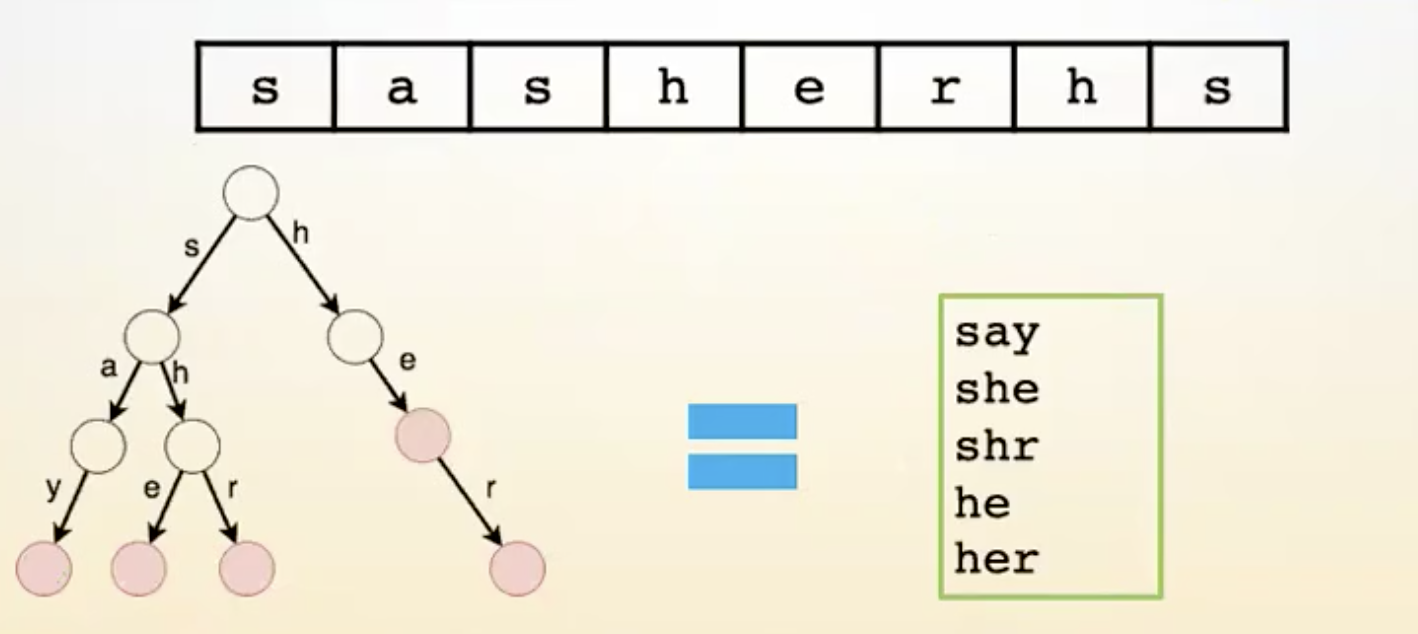 s a s h e r h s
s h
a h e
y e r r
say
she
shr
he
her